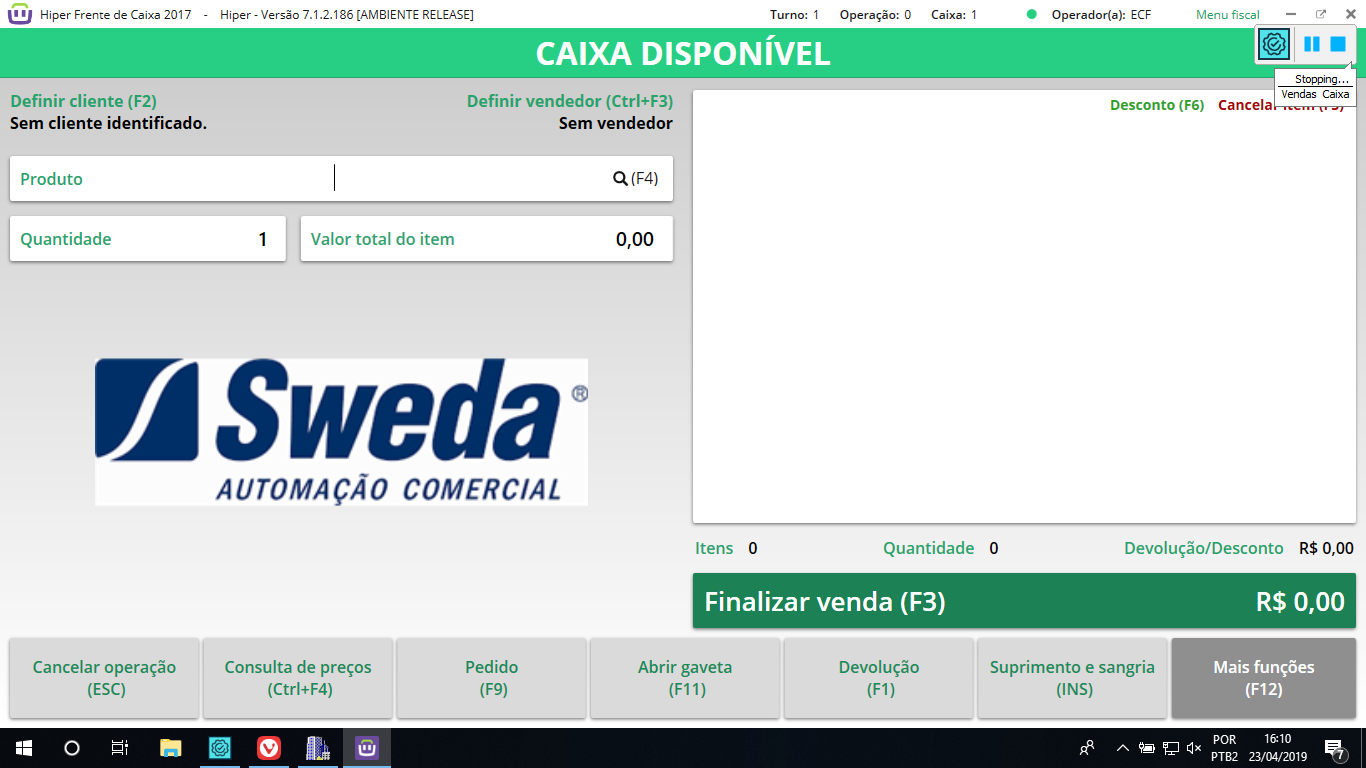 Hiper Frente de Caixa 2017 - Hiper - Versão 7.1.2.186 [AMBIENTE RELEASE] Turno: 1 Operação: 0 Caixa: 1 Operador(a): ECF Menu fiscal
CAIXA DISPONÍVEL
Stopping...
Vendas Caixa
Definir cliente (F2) Definir vendedor (Ctrl+F3)
Sem cliente identificado. Sem vendedor
Desconto (F6) Cancelar
Produto (F4)
Quantidade 1 Valor total do item 0,00
Sweda®
AUTOMAÇÃO COMERCIAL
Itens 0 Quantidade 0 Devolução/Desconto R$ 0,00
Finalizar venda (F3) R$ 0,00
Cancelar operação (ESC)
Consulta de preços (Ctrl+F4)
Pedido (F9)
Abrir gaveta (F11)
Devolução (F1)
Suprimento e sangria (INS)
Mais funções (F12)
POR 16:10
PTB2 23/04/2019 7